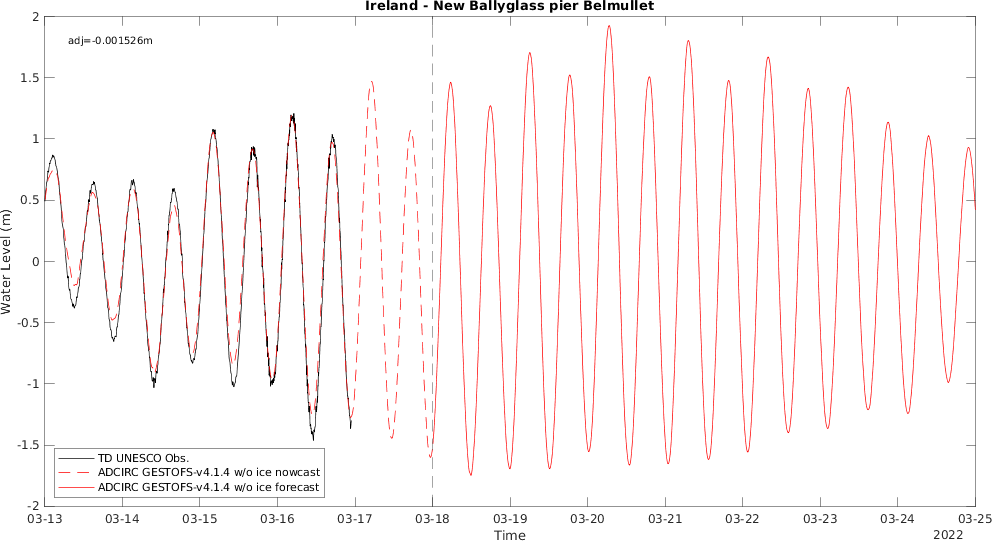 Ireland - New Ballyglass pier Belmullet
adj=-0.001526m
Water Level (m)
2
1.5
1
0.5
0
-0.5
-1
-1.5
-2
TD UNESCO Obs.
ADCIRC GESTOFS-v4.1.4 w/o ice nowcast
ADCIRC GESTOFS-v4.1.4 w/o ice forecast
03-13 03-14 03-15 03-16 03-17 03-18 03-19 03-20 03-21 03-22 03-23 03-24 03-25
Time
2022